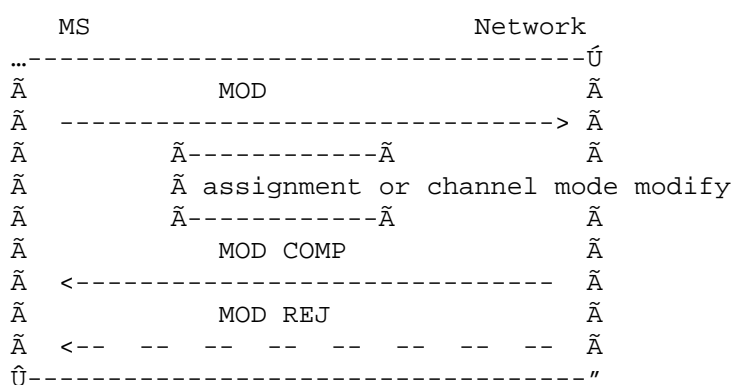 MS Network
…-----------------------------------Ú
Ã MOD Ã
Ã -------------------------------> Ã
Ã Ã------------Ã Ã
Ã Ã assignment or channel mode modify
Ã Ã------------Ã Ã
Ã MOD COMP Ã
Ã <------------------------------ Ã
Ã MOD REJ Ã
Ã <-- -- -- -- -- -- -- -- Ã
Û-----------------------------------”